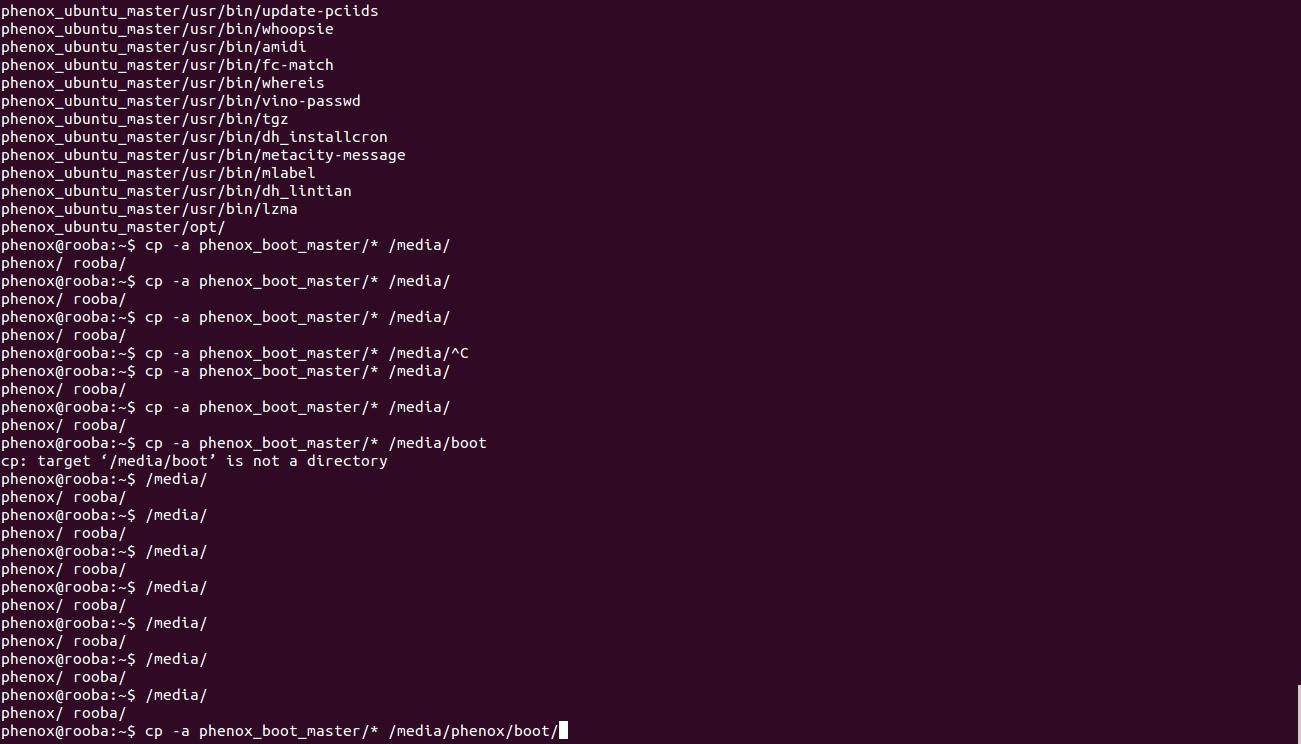 phenox_ubuntu_master/usr/bin/update-pciids
phenox_ubuntu_master/usr/bin/whoopsie
phenox_ubuntu_master/usr/bin/amidi
phenox_ubuntu_master/usr/bin/fc-match
phenox_ubuntu_master/usr/bin/whereis
phenox_ubuntu_master/usr/bin/vino-passwd
phenox_ubuntu_master/usr/bin/tgz
phenox_ubuntu_master/usr/bin/dh_installcron
phenox_ubuntu_master/usr/bin/metacity-message
phenox_ubuntu_master/usr/bin/mlabel
phenox_ubuntu_master/usr/bin/dh_lintian
phenox_ubuntu_master/usr/bin/lzma
phenox_ubuntu_master/opt/
phenox@rooba:~$ cp -a phenox_boot_master/* /media/
phenox/ rooba/
phenox@rooba:~$ cp -a phenox_boot_master/* /media/
phenox/ rooba/
phenox@rooba:~$ cp -a phenox_boot_master/* /media/
phenox/ rooba/
phenox@rooba:~$ cp -a phenox_boot_master/* /media/^C
phenox@rooba:~$ cp -a phenox_boot_master/* /media/
phenox/ rooba/
phenox@rooba:~$ cp -a phenox_boot_master/* /media/
phenox/ rooba/
phenox@rooba:~$ cp -a phenox_boot_master/* /media/boot
cp: target ‘/media/boot’ is not a directory
phenox@rooba:~$ /media/
phenox/ rooba/
phenox@rooba:~$ /media/
phenox/ rooba/
phenox@rooba:~$ /media/
phenox/ rooba/
phenox@rooba:~$ /media/
phenox/ rooba/
phenox@rooba:~$ /media/
phenox/ rooba/
phenox@rooba:~$ /media/
phenox/ rooba/
phenox@rooba:~$ /media/
phenox/ rooba/
phenox@rooba:~$ cp -a phenox_boot_master/* /media/phenox/boot/